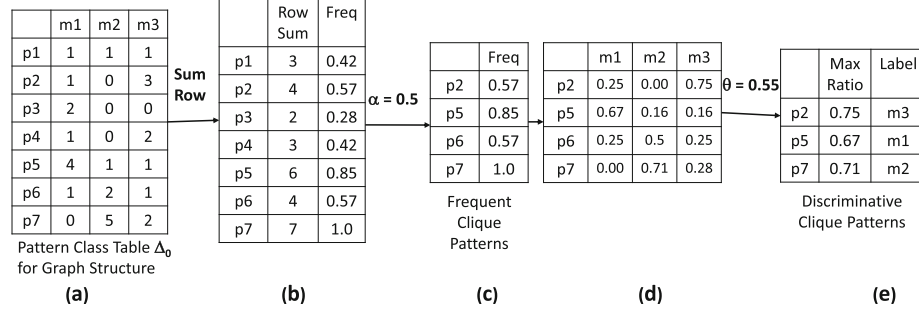 m1 m2 m3
p1 1 1 1
p2 1 0 3
p3 2 0 0
p4 1 0 2
p5 4 1 1
p6 1 2 1
p7 0 5 2
Pattern Class Table Δ0
for Graph Structure
(a)
Sum
Row
Row Freq
Sum
p1 3 0.42
p2 4 0.57
p3 2 0.28
p4 3 0.42
p5 6 0.85
p6 4 0.57
p7 7 1.0
(b)
α = 0.5
Freq
p2 0.57
p5 0.85
p6 0.57
p7 1.0
Frequent
Clique
Patterns
(c)
m1 m2 m3
p2 0.25 0.00 0.75
p5 0.67 0.16 0.16
p6 0.25 0.5 0.25
p7 0.00 0.71 0.28
(d)
θ = 0.55
Max Label
Ratio
p2 0.75 m3
p5 0.67 m1
p7 0.71 m2
Discriminative
Clique Patterns
(e)